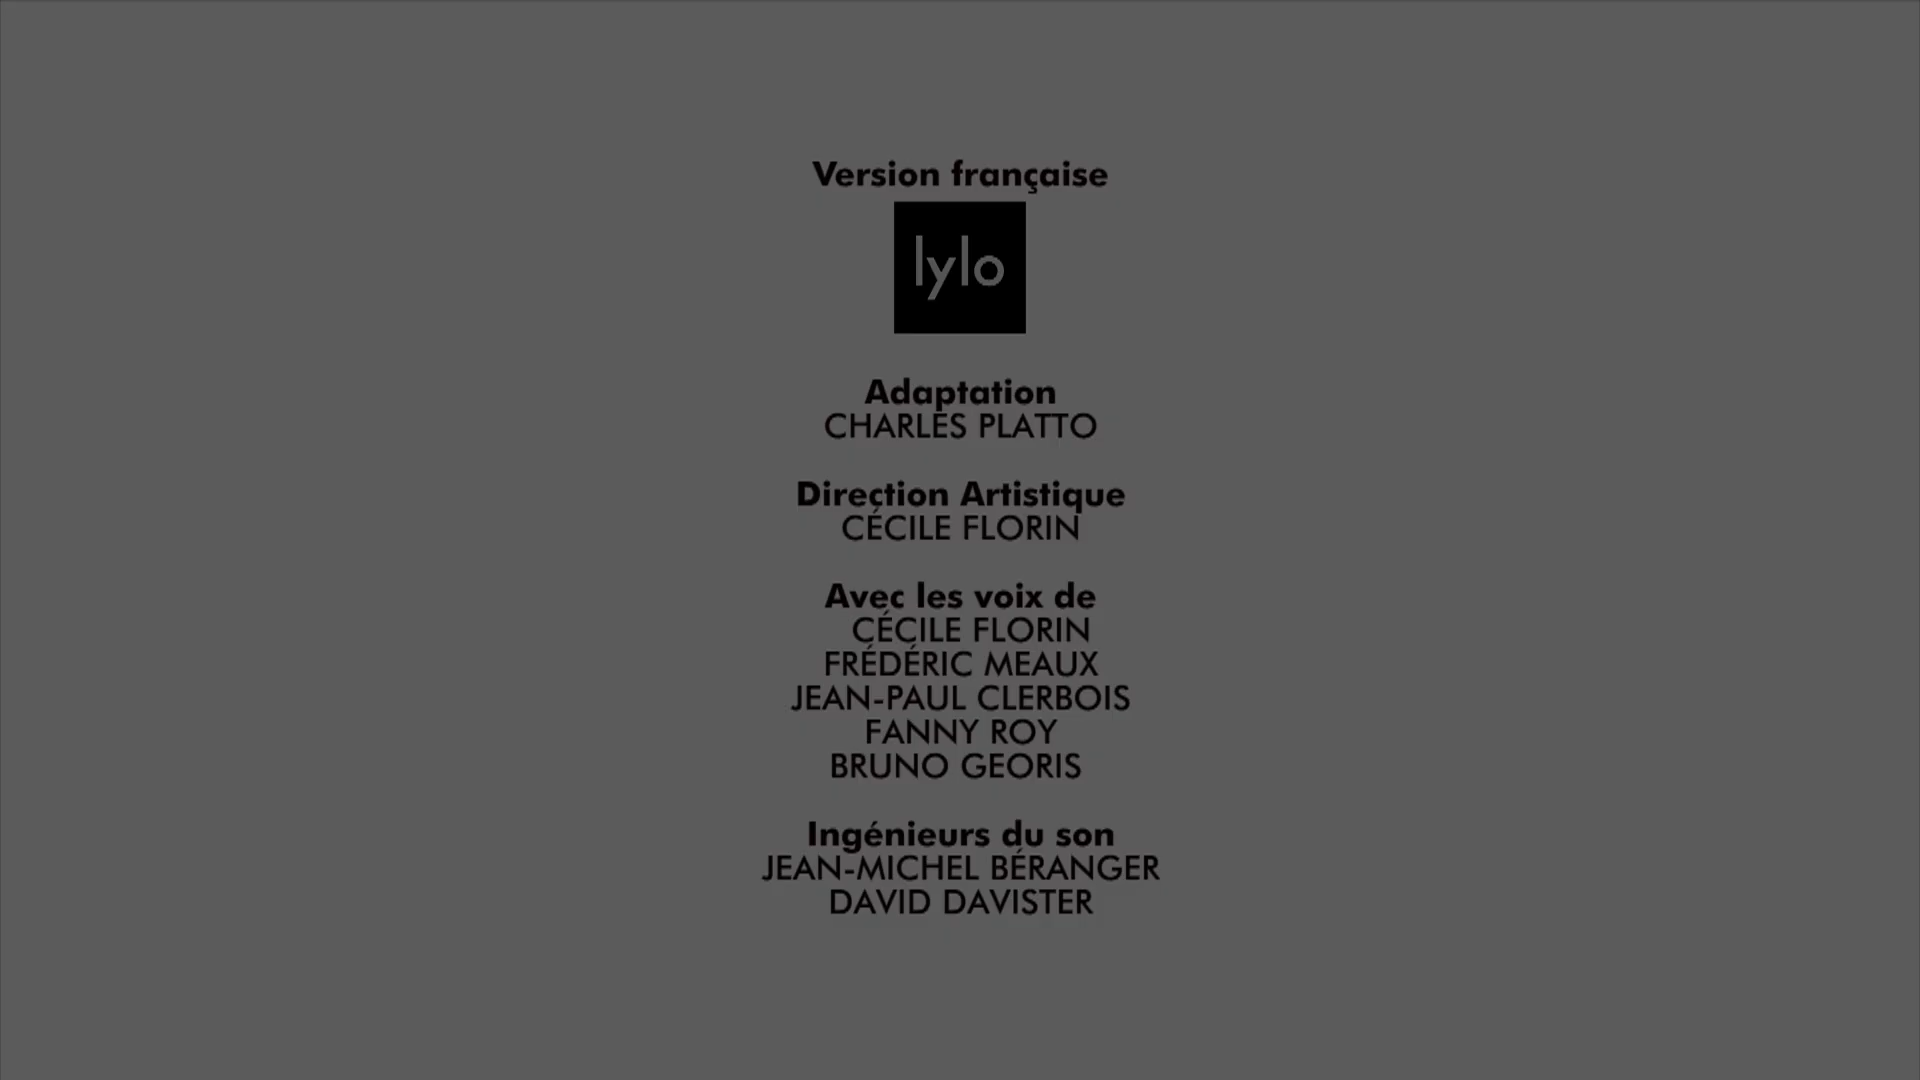 Version française
lylo
Adaptation
CHARLES PLATTO
Direction Artistique
CÉCILE FLORIN
Avec les voix de
CÉCILE FLORIN
FRÉDÉRIC MEAUX
JEAN-PAUL CLERBOIS
FANNY ROY
BRUNO GEORIS
Ingénieurs du son
JEAN-MICHEL BÉRANGER
DAVID DAVISTER